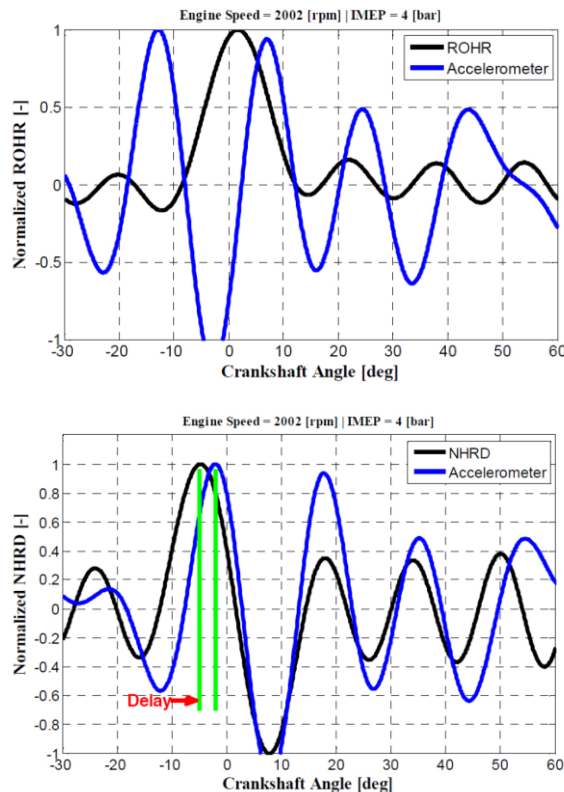 Engine Speed = 2002 [rpm] | IMEP = 4 [bar]
1
0.5
0
-0.5
-1
-30 -20 -10 0 10 20 30 40 50 60
Normalized ROHR [-]
Crankshaft Angle [deg]
ROHR
Accelerometer
Engine Speed = 2002 [rpm] | IMEP = 4 [bar]
1
0.8
0.6
0.4
0.2
0
-0.2
-0.4
-0.6
-0.8
-1
-30 -20 -10 0 10 20 30 40 50 60
Normalized NHRD [-]
Crankshaft Angle [deg]
NHRD
Accelerometer
Delay